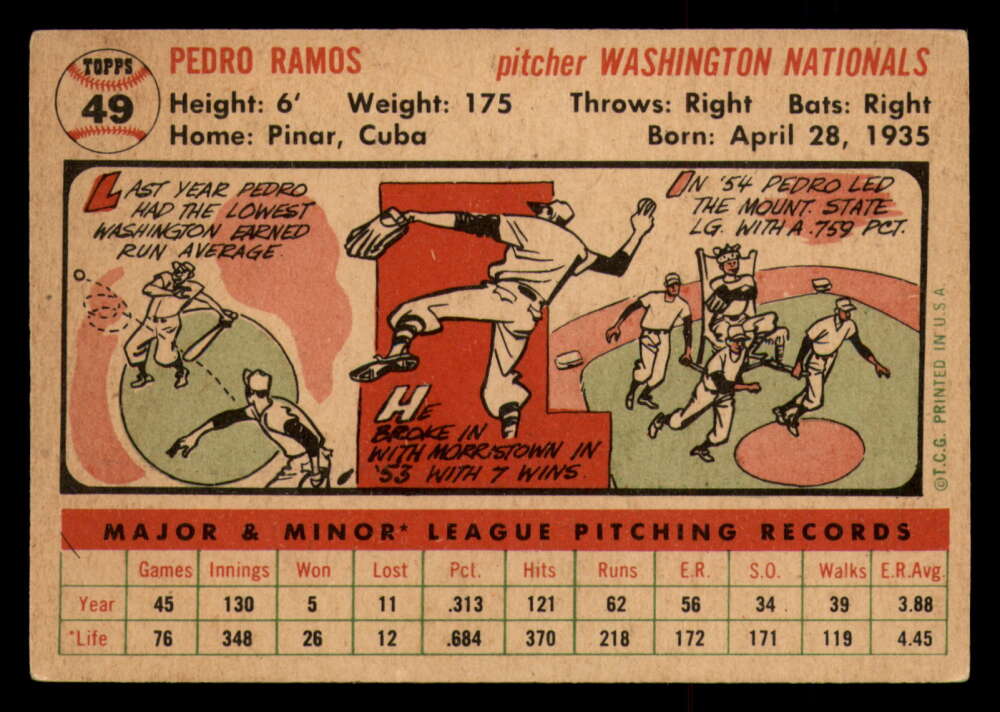 TOPPS
49
PEDRO RAMOS
pitcher WASHINGTON NATIONALS
Height: 6' Weight: 175 Throws: Right Bats: Right
Home: Pinar, Cuba Born: April 28, 1935
LAST YEAR PEDRO
HAD THE LOWEST
WASHINGTON EARNED
RUN AVERAGE.
HE
BROKE IN
WITH MORRISTOWN IN
'53 WITH 7 WINS.
IN '54 PEDRO LED
THE MOUNT. STATE
LG. WITH A .759 PCT.
©T.C.G. PRINTED IN U.S.A.
MAJOR & MINOR* LEAGUE PITCHING RECORDS
Games Innings Won Lost Pct. Hits Runs E.R. S.O. Walks E.R.Avg.
Year 45 130 5 11 .313 121 62 56 34 39 3.88
*Life 76 348 26 12 .684 370 218 172 171 119 4.45